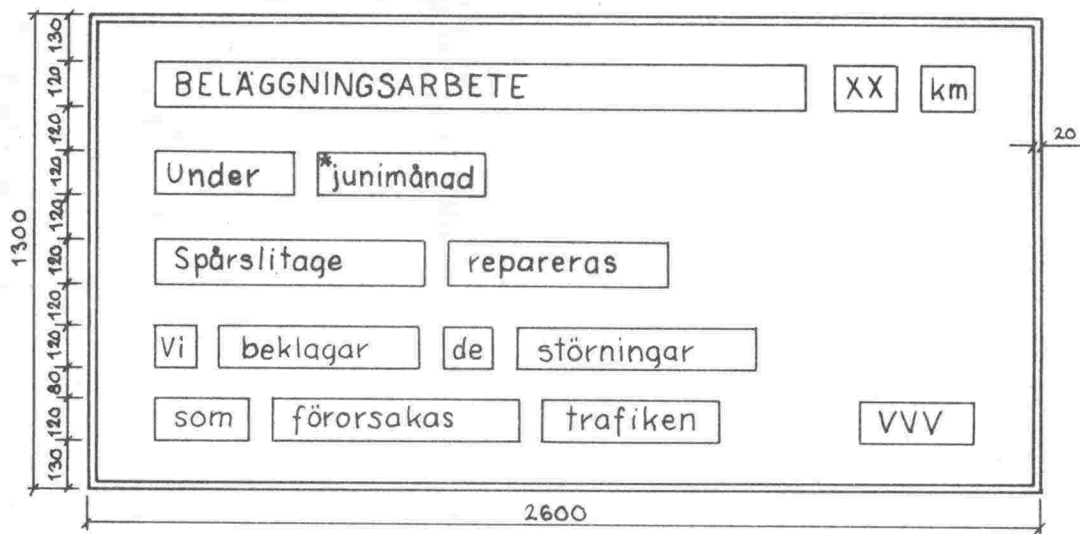 BELÄGGNINGSARBETE XX km
Under *junimånad
Spårslitage repareras
Vi beklagar de störningar
som förorsakas trafiken VVV
1300
130
120
120
120
120
120
120
120
80
120
130
20
2600